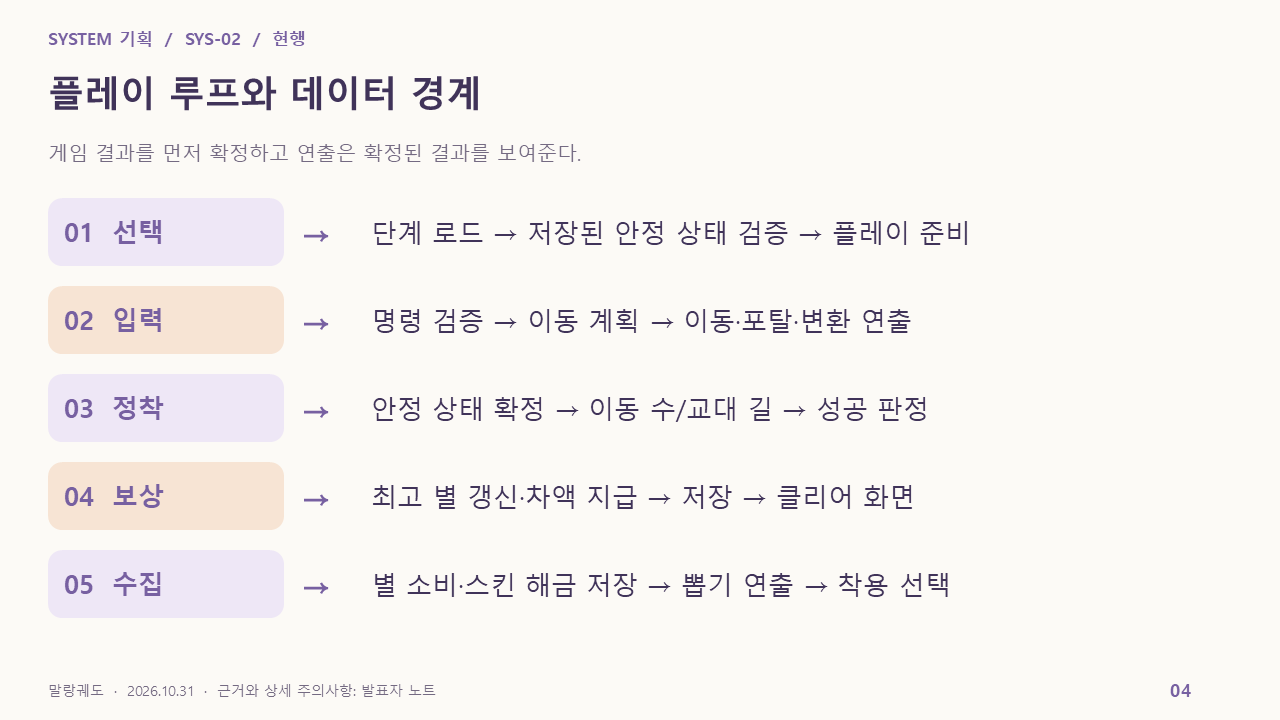 SYSTEM 기획 / SYS-02 / 현행
플레이 루프와 데이터 경계
게임 결과를 먼저 확정하고 연출은 확정된 결과를 보여준다.
01 선택 → 단계 로드 → 저장된 안정 상태 검증 → 플레이 준비
02 입력 → 명령 검증 → 이동 계획 → 이동·포탈·변환 연출
03 정착 → 안정 상태 확정 → 이동 수/교대 길 → 성공 판정
04 보상 → 최고 별 갱신·차액 지급 → 저장 → 클리어 화면
05 수집 → 별 소비·스킨 해금 저장 → 뽑기 연출 → 착용 선택
말랑궤도 · 2026.10.31 · 근거와 상세 주의사항: 발표자 노트
04